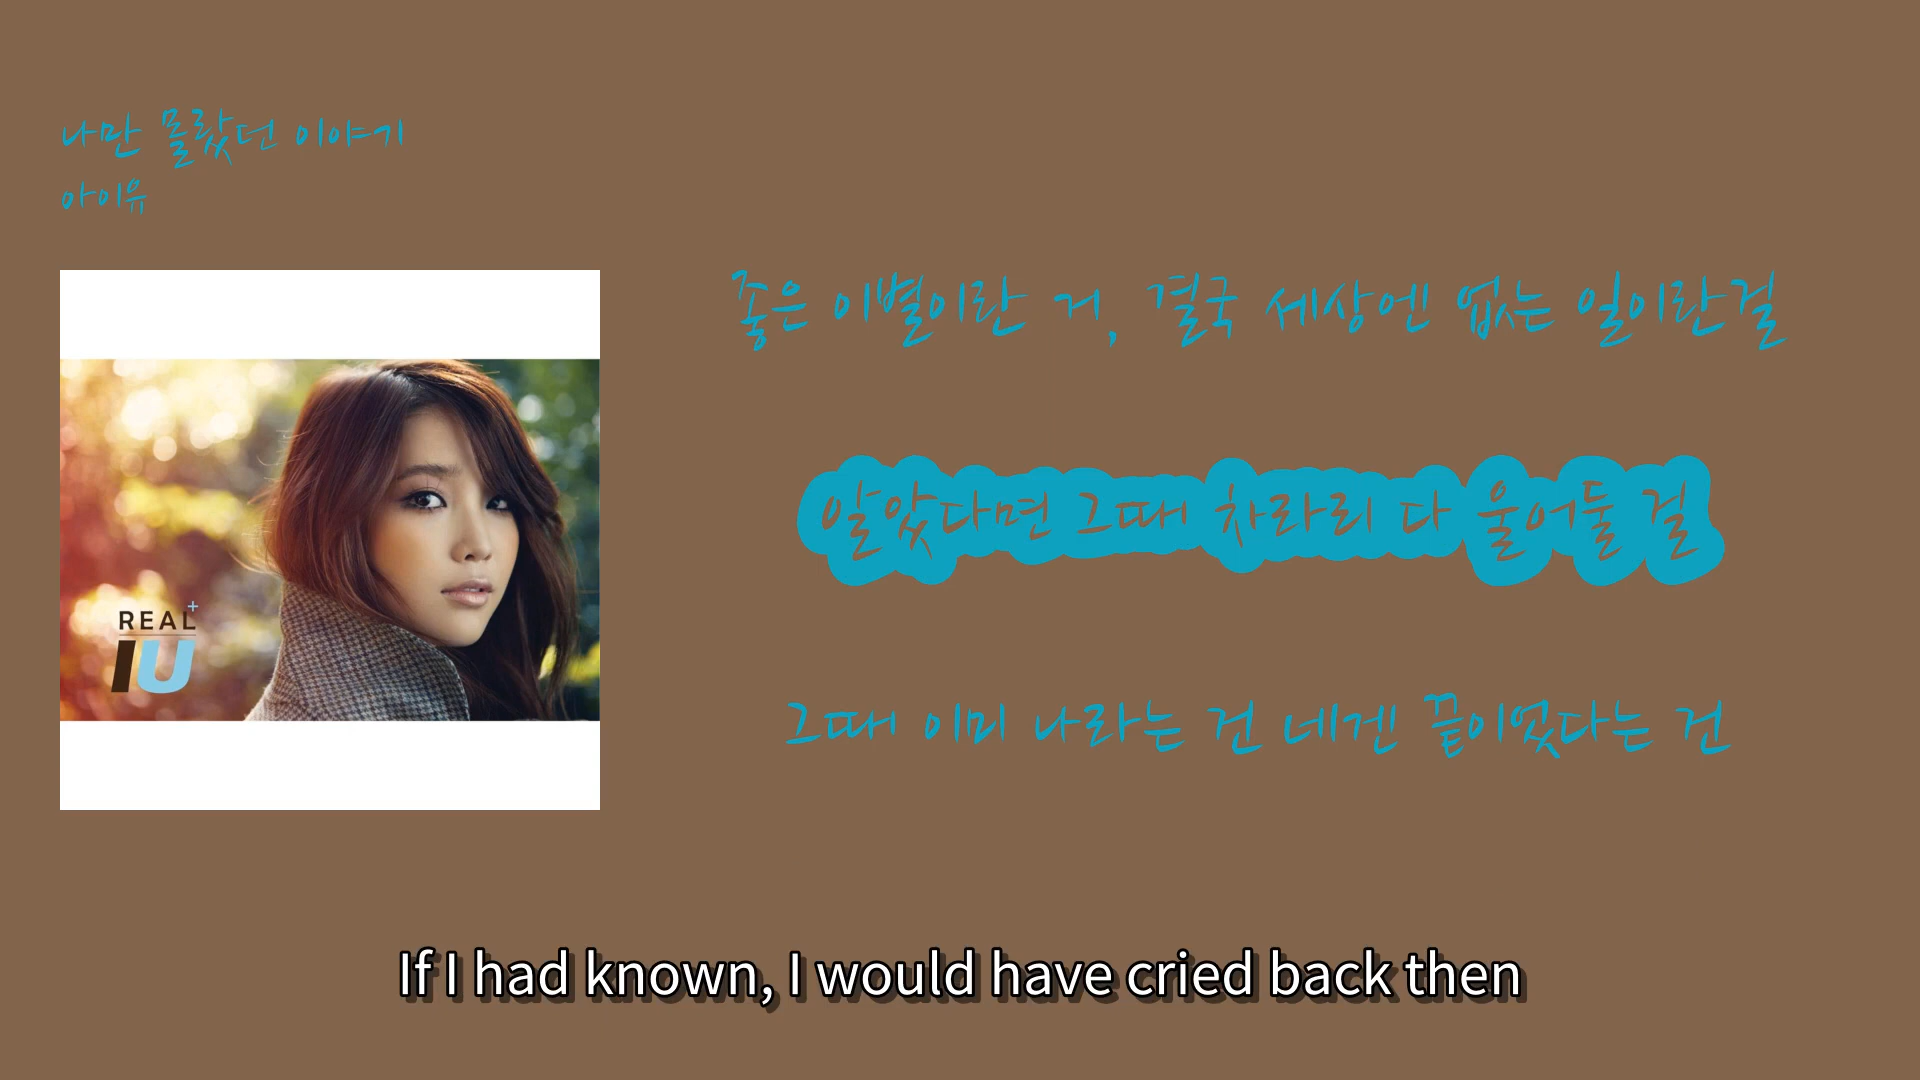 나만 몰랐던 이야기
아이유
REAL+
IU
좋은 이별이란 거, 결국 세상엔 없는 일이란걸
알았다면 그때 차라리 다 울어둘 걸
그때 이미 나라는 건 네겐 끝이었다는 건
If I had known, I would have cried back then